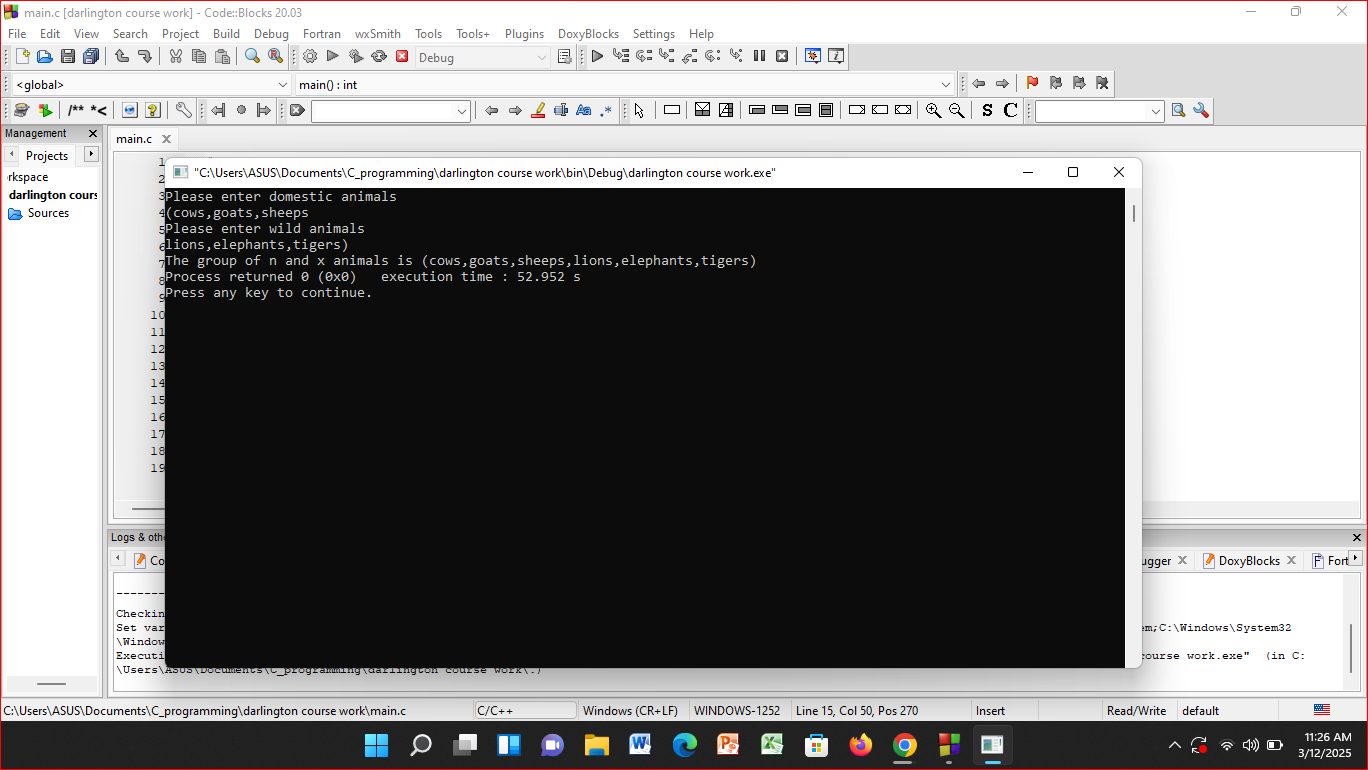 main.c [darlington course work] - Code::Blocks 20.03
File Edit View Search Project Build Debug Fortran wxSmith Tools Tools+ Plugins DoxyBlocks Settings Help
Debug
<global> main() : int
/** *< Aa .* S C
Management
main.c
Projects
rkspace
darlington cours
Sources
1
2
3
4
5
6
7
8
9
10
11
12
13
14
15
16
17
18
19
"C:\Users\ASUS\Documents\C_programming\darlington course work\bin\Debug\darlington course work.exe"
Please enter domestic animals
(cows,goats,sheeps
Please enter wild animals
lions,elephants,tigers)
The group of n and x animals is (cows,goats,sheeps,lions,elephants,tigers)
Process returned 0 (0x0)   execution time : 52.952 s
Press any key to continue.
Logs & othe
Co ugger DoxyBlocks Fort
--------
Checkin
Set var em;C:\Windows\System32
\Window
Executi course work.exe"  (in C:
\Users\ASUS\Documents\C_programming\darlington course work\.)
C:\Users\ASUS\Documents\C_programming\darlington course work\main.c C/C++ Windows (CR+LF) WINDOWS-1252 Line 15, Col 50, Pos 270 Insert Read/Write default
11:26 AM
3/12/2025